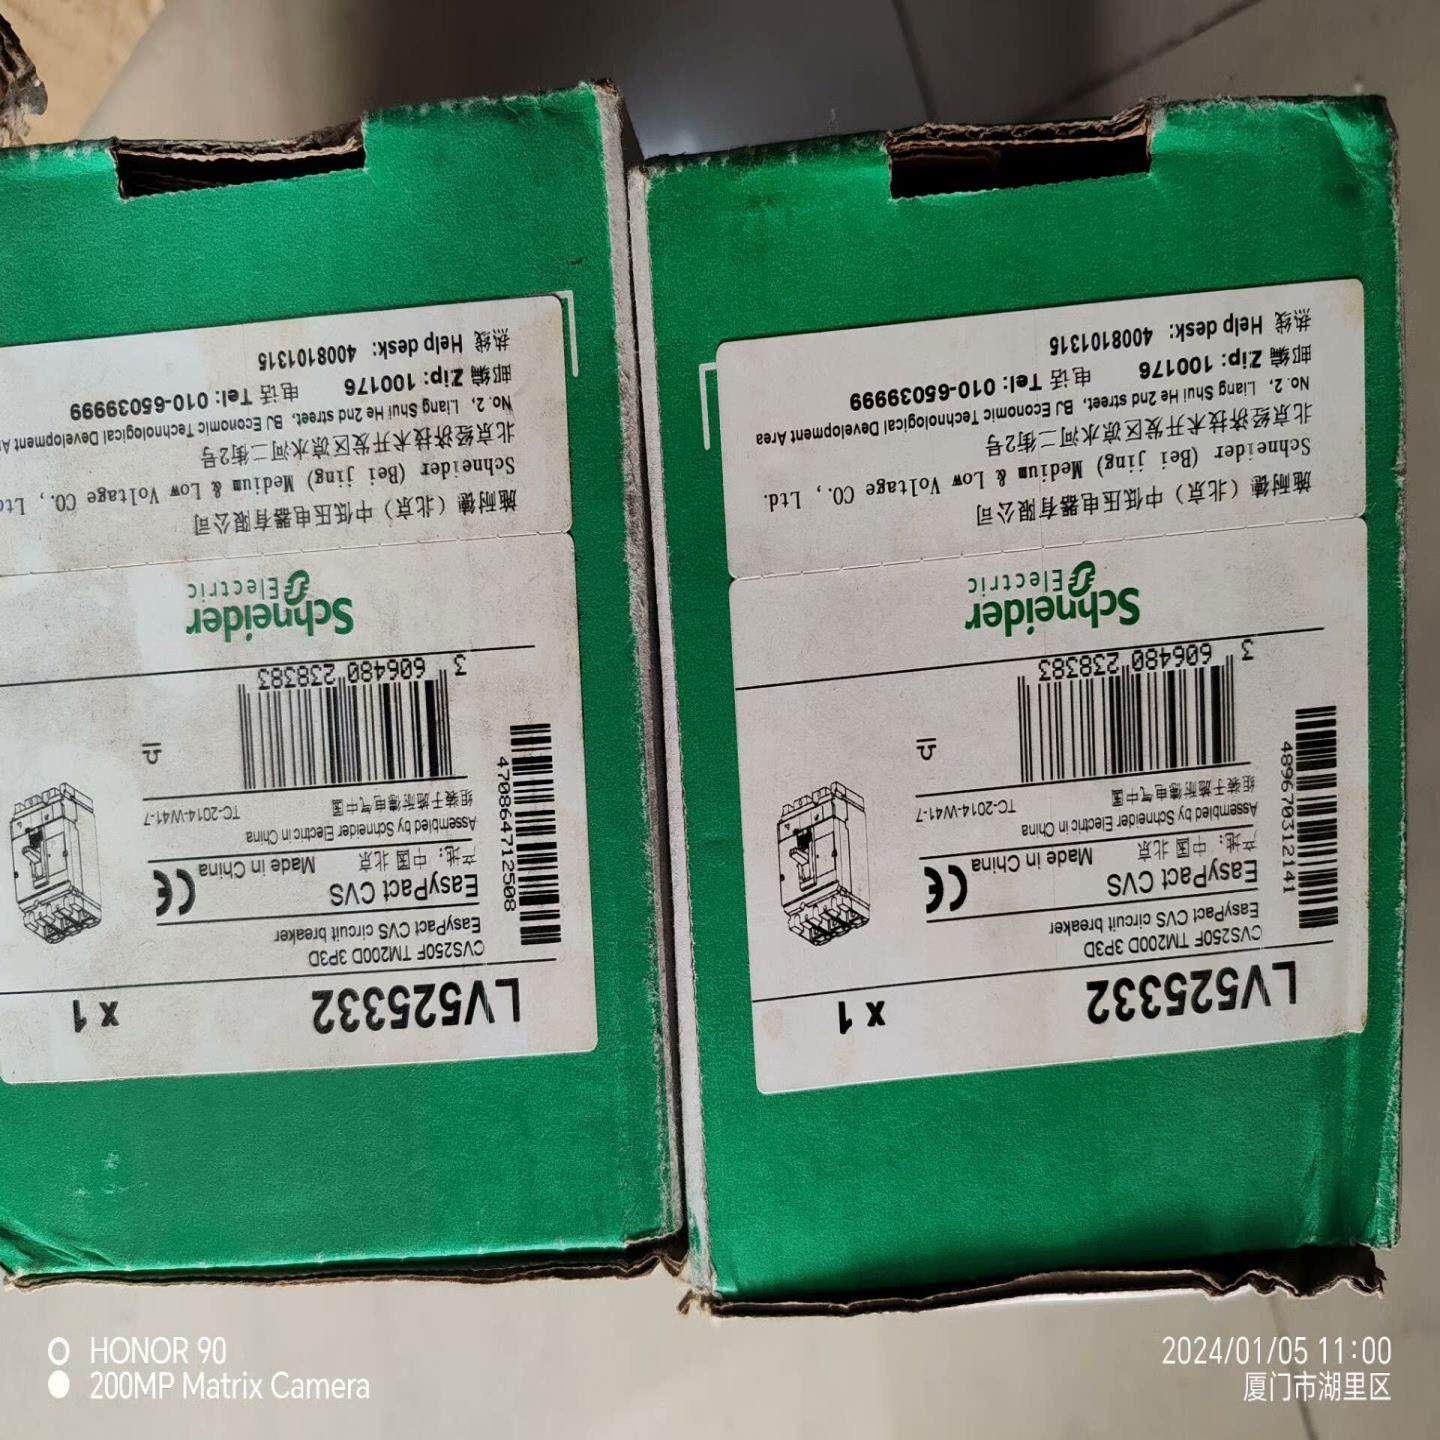 LV525332 x 1
CVS250F TM200D 3P3D
EasyPact CVS circuit breaker
EasyPact CVS
产地: 中国 北京 Made in China
CE
Assembled by Schneider Electric in China
组装于施耐德电气中国 TC-2014-W41-7
3 606480 238383
470864712508
Schneider
Electric
施耐德 (北京) 中低压电器有限公司
Schneider (Bei jing) Medium & Low Voltage CO., Ltd
北京经济技术开发区凉水河二街2号
No. 2, Liang Shui He 2nd street, BJ Economic Technological Development
邮编 Zip: 100176 电话 Tel: 010-65039999
热线 Help desk: 4008101315
LV525332 x 1
CVS250F TM200D 3P3D
EasyPact CVS circuit breaker
EasyPact CVS
产地: 中国 北京 Made in China
CE
Assembled by Schneider Electric in China
组装于施耐德电气中国 TC-2014-W41-7
3 606480 238383
489670312141
Schneider
Electric
施耐德 (北京) 中低压电器有限公司
Schneider (Bei jing) Medium & Low Voltage CO., Ltd.
北京经济技术开发区凉水河二街2号
No. 2, Liang Shui He 2nd street, BJ Economic Technological Development Area
邮编 Zip: 100176 电话 Tel: 010-65039999
热线 Help desk: 4008101315
HONOR 90
200MP Matrix Camera
2024/01/05 11:00
厦门市湖里区